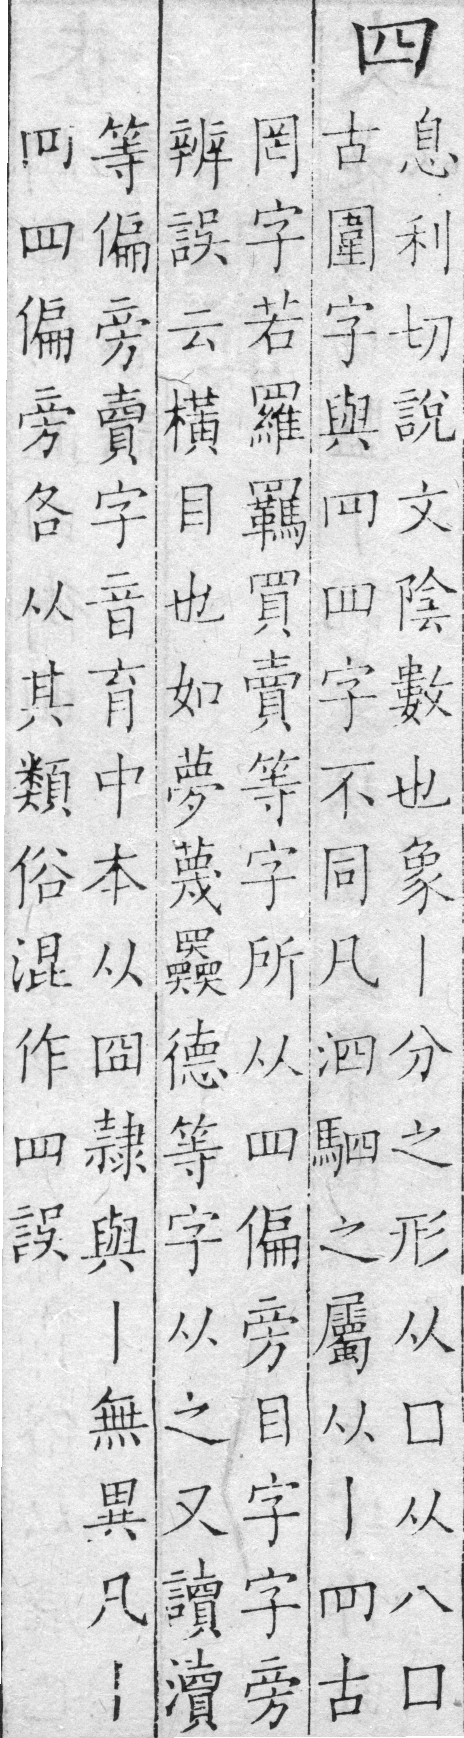 四
息利切說文陰數也象丨分之形从口从八口
古圍字與罒四字不同凡泗駟之屬从丨罒古
罔字若羅羈買賣等字所从四偏旁目字字旁
辨誤云橫目也如夢蔑睪德等字从之又讀瀆
等偏旁賣字音育中本从囧隷與丨無異凡丨
罒四偏旁各从其類俗混作四誤